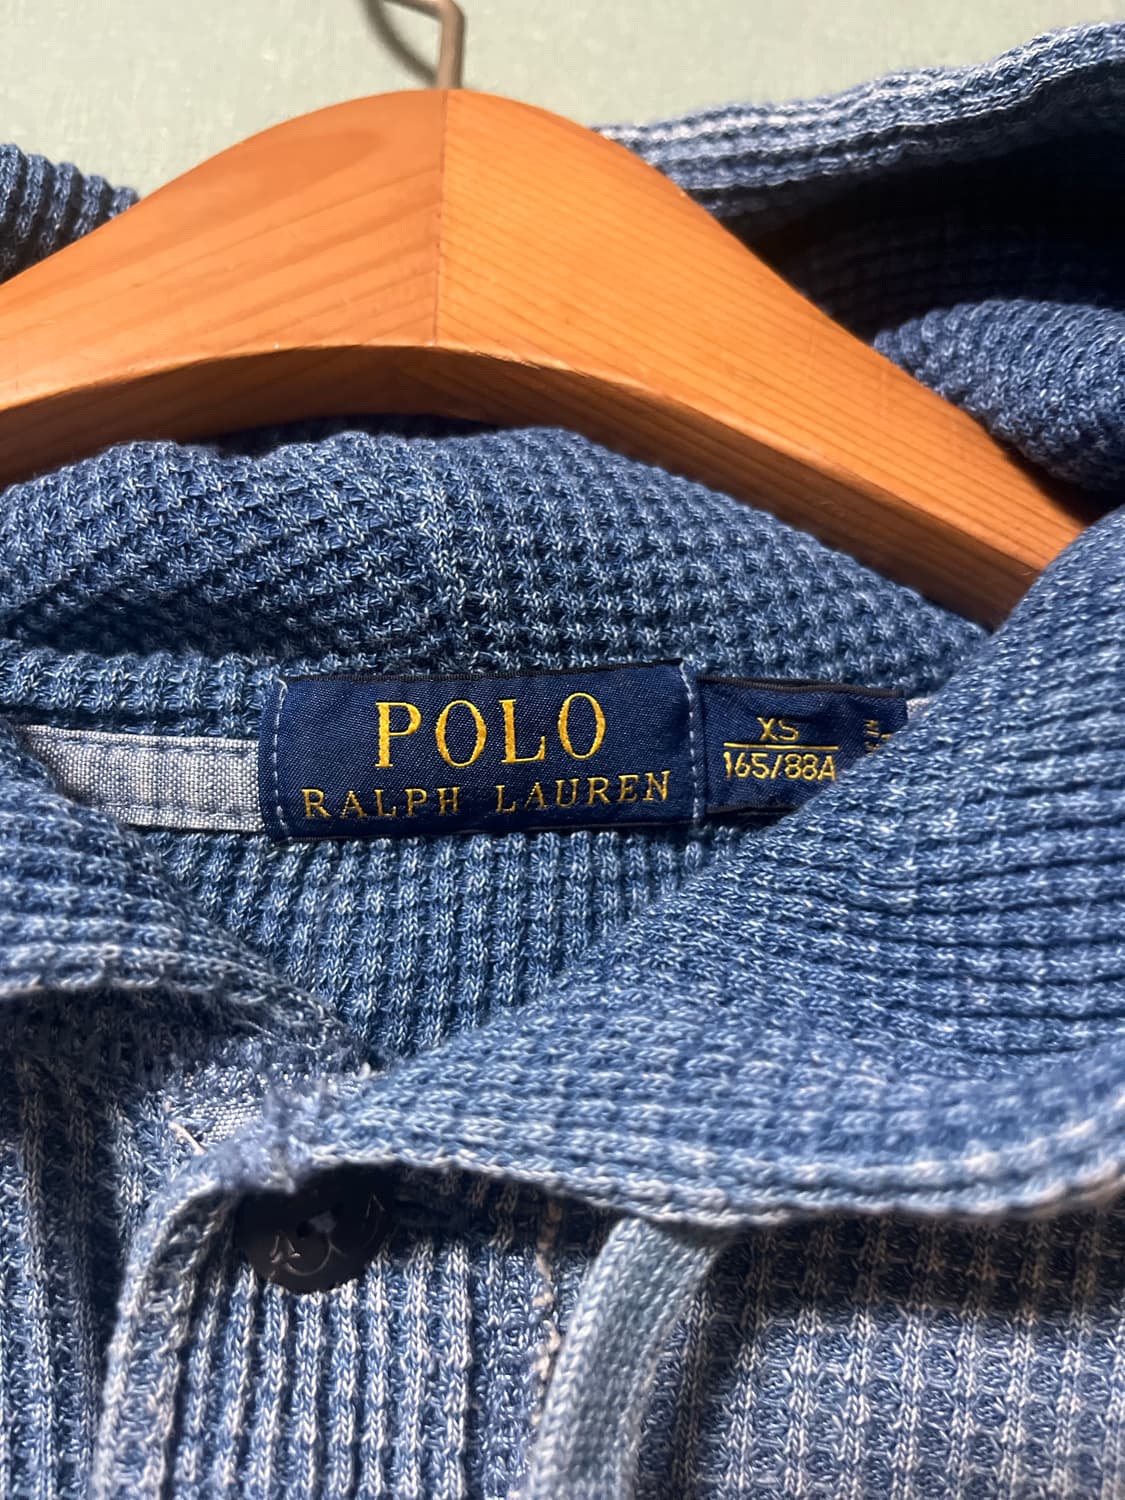 POLO
RALPH LAUREN
XS
165/88A